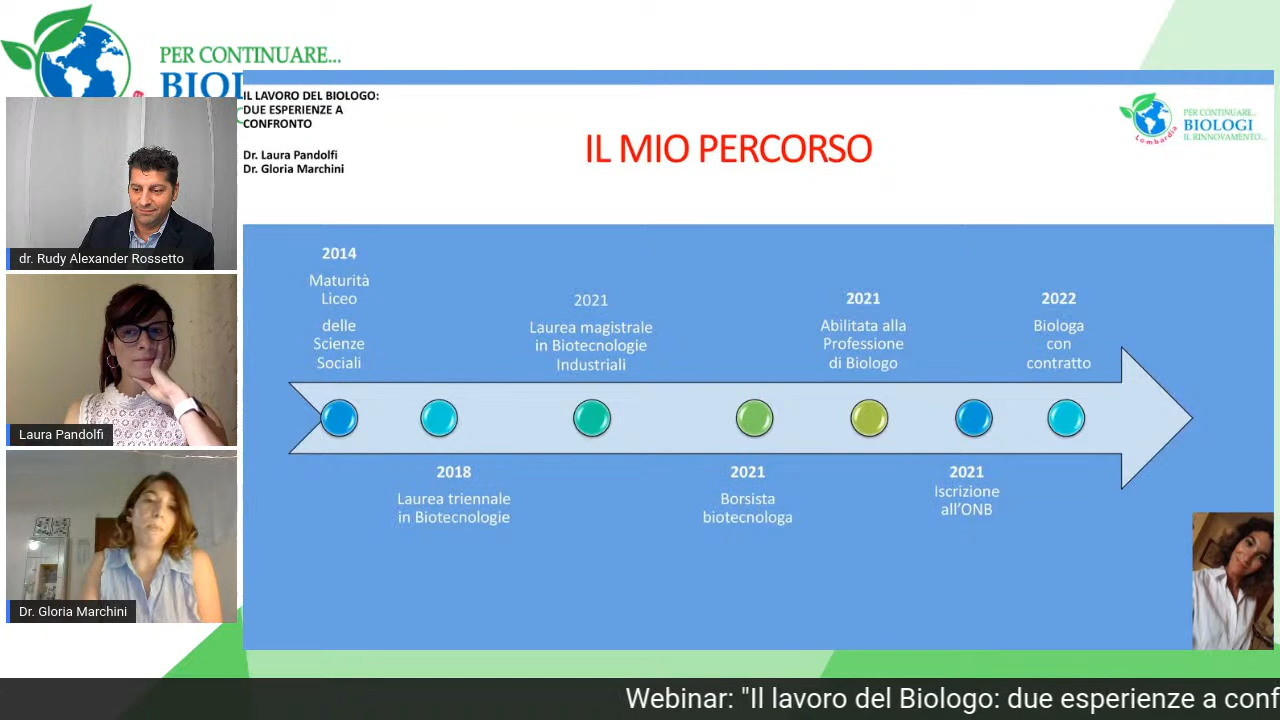 PER CONTINUARE...
BIOL
IL LAVORO DEL BIOLOGO:
DUE ESPERIENZE A
CONFRONTO
Dr. Laura Pandolfi
Dr. Gloria Marchini
IL MIO PERCORSO
PER CONTINUARE...
BIOLOGI
IL RINNOVAMENTO...
Lombardia
dr. Rudy Alexander Rossetto
Laura Pandolfi
Dr. Gloria Marchini
2014
Maturità
Liceo
delle
Scienze
Sociali
2018
Laurea triennale
in Biotecnologie
2021
Laurea magistrale
in Biotecnologie
Industriali
2021
Borsista
biotecnologa
2021
Abilitata alla
Professione
di Biologo
2021
Iscrizione
all'ONB
2022
Biologa
con
contratto
Webinar: "Il lavoro del Biologo: due esperienze a conf